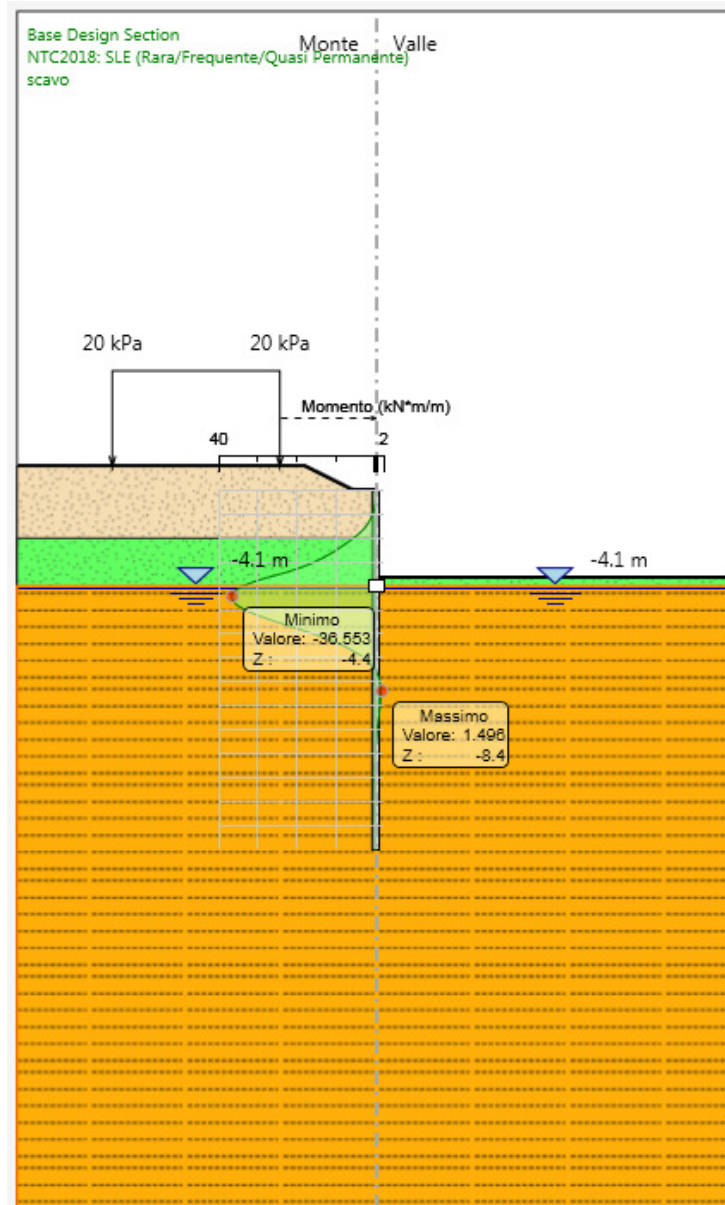 Base Design Section
Monte Valle
NTC2018: SLE (Rara/Frequente/Quasi Permanente)
scavo
20 kPa 20 kPa
Momento (kN*m/m)
40 2
-4.1 m -4.1 m
Minimo
Valore: -36.553
Z : -4.4
Massimo
Valore: 1.496
Z : -8.4